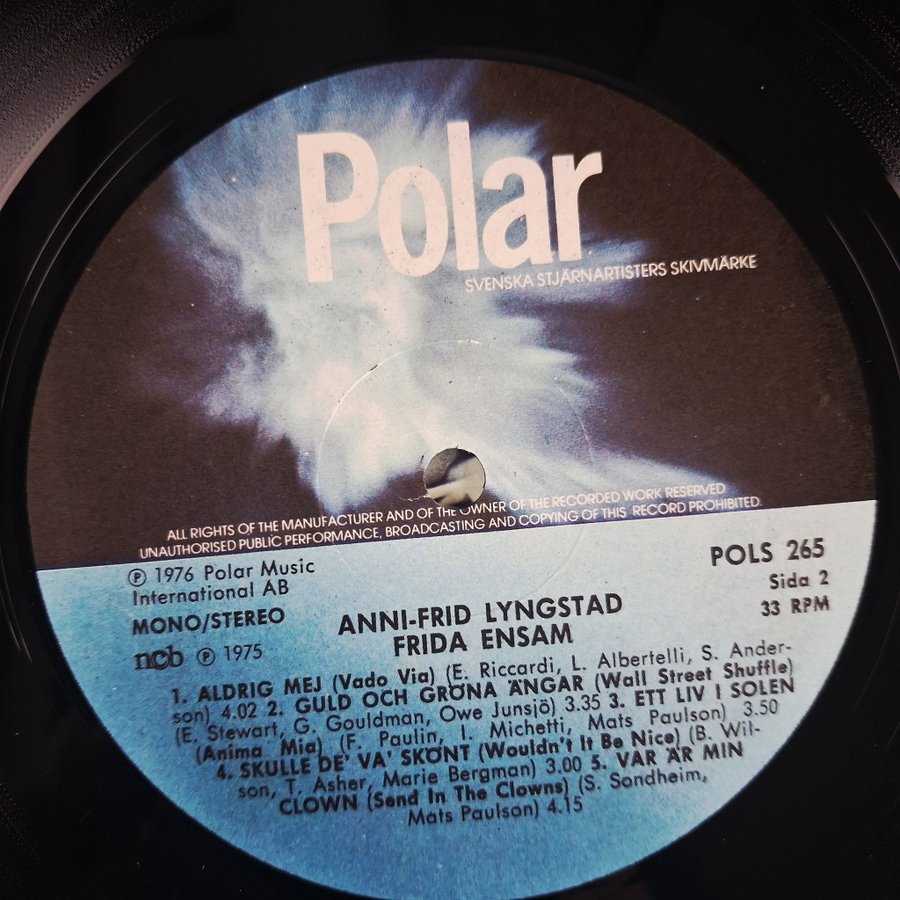 Polar
SVENSKA STJÄRNARTISTERS SKIVMÄRKE
ALL RIGHTS OF THE MANUFACTURER AND OF THE OWNER OF THE RECORDED WORK RESERVED
UNAUTHORISED PUBLIC PERFORMANCE, BROADCASTING AND COPYING OF THIS RECORD PROHIBITED
℗ 1976 Polar Music
International AB
MONO/STEREO
ncb ℗ 1975
POLS 265
Sida 2
33 RPM
ANNI-FRID LYNGSTAD
FRIDA ENSAM
1. ALDRIG MEJ (Vado Via) (E. Riccardi, L. Albertelli, S. Ander-
son) 4.02 2. GULD OCH GRÖNA ÄNGAR (Wall Street Shuffle)
(E. Stewart, G. Gouldman, Owe Junsjö) 3.35 3. ETT LIV I SOLEN
(Anima Mia) (F. Paulin, I. Michetti, Mats Paulson) 3.50
4. SKULLE DE' VA' SKÖNT (Wouldn't It Be Nice) (B. Wil-
son, T. Asher, Marie Bergman) 3.00 5. VAR ÄR MIN
CLOWN (Send In The Clowns) (S. Sondheim,
Mats Paulson) 4.15